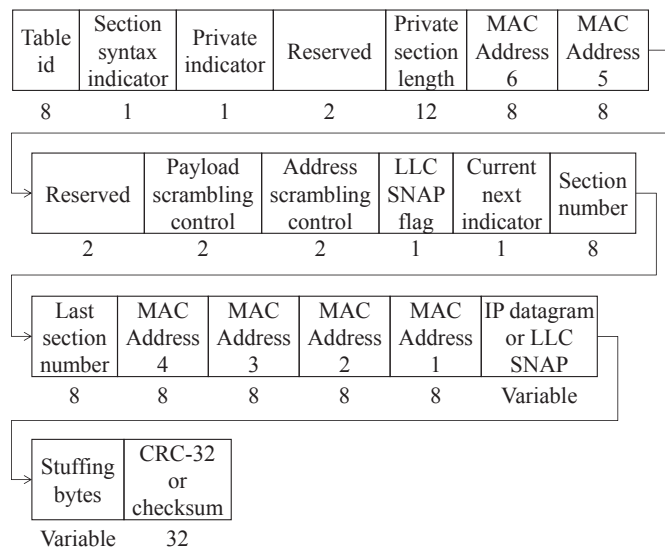 Table id
Section syntax indicator
Private indicator
Reserved
Private section length
MAC Address 6
MAC Address 5
8 1 1 2 12 8 8
Reserved
Payload scrambling control
Address scrambling control
LLC SNAP flag
Current next indicator
Section number
2 2 2 1 1 8
Last section number
MAC Address 4
MAC Address 3
MAC Address 2
MAC Address 1
IP datagram or LLC SNAP
8 8 8 8 8 Variable
Stuffing bytes
CRC-32 or checksum
Variable 32